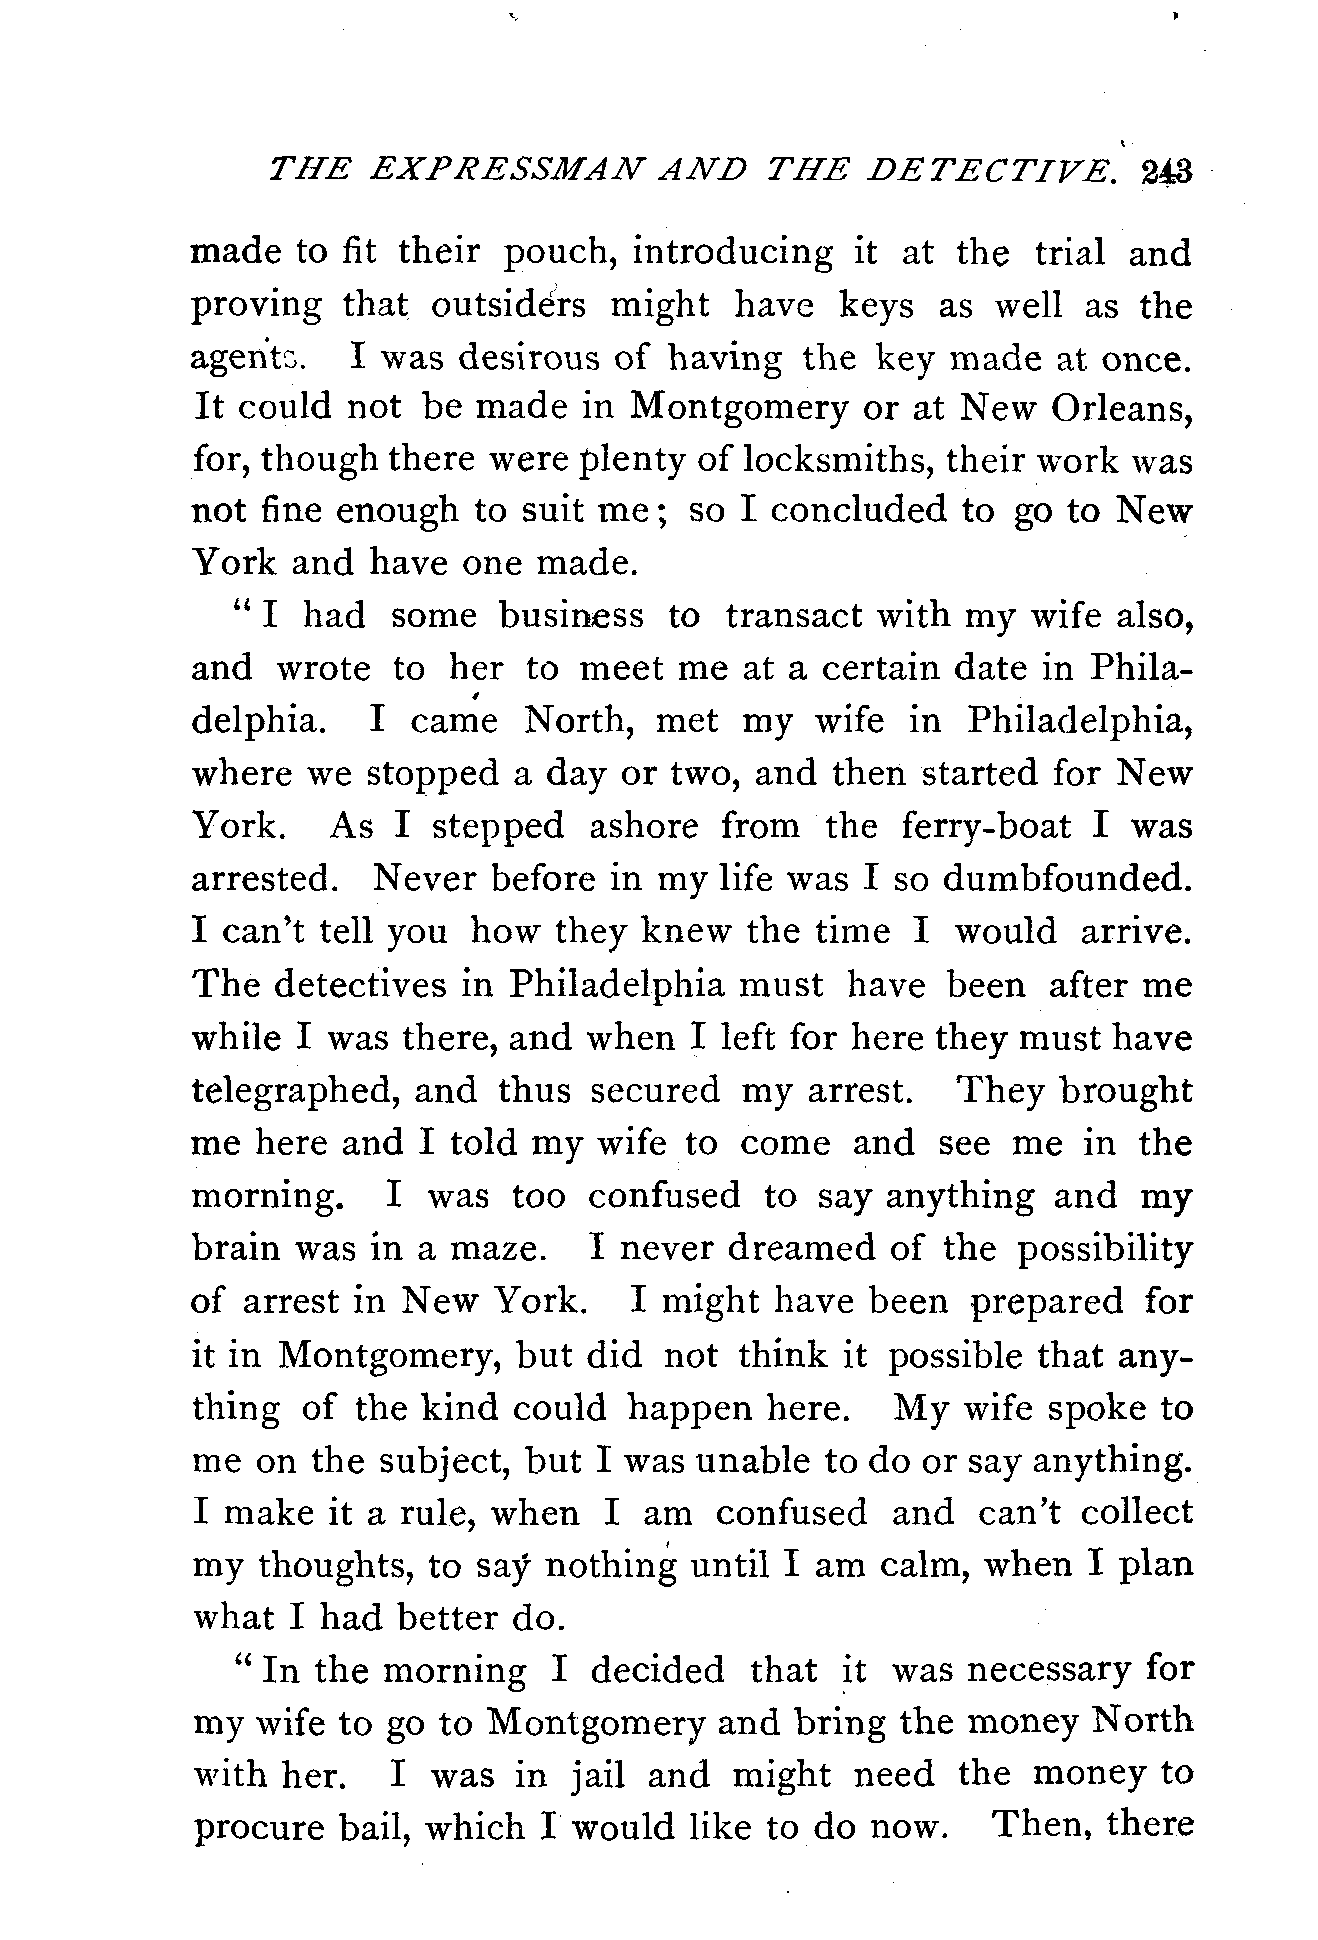 THE EXPRESSMAN AND THE DETECTIVE. 243
made to fit their pouch, introducing it at the trial and
proving that outsiders might have keys as well as the
agents. I was desirous of having the key made at once.
It could not be made in Montgomery or at New Orleans,
for, though there were plenty of locksmiths, their work was
not fine enough to suit me; so I concluded to go to New
York and have one made.
"I had some business to transact with my wife also,
and wrote to her to meet me at a certain date in Phila-
delphia. I came North, met my wife in Philadelphia,
where we stopped a day or two, and then started for New
York. As I stepped ashore from the ferry-boat I was
arrested. Never before in my life was I so dumbfounded.
I can't tell you how they knew the time I would arrive.
The detectives in Philadelphia must have been after me
while I was there, and when I left for here they must have
telegraphed, and thus secured my arrest. They brought
me here and I told my wife to come and see me in the
morning. I was too confused to say anything and my
brain was in a maze. I never dreamed of the possibility
of arrest in New York. I might have been prepared for
it in Montgomery, but did not think it possible that any-
thing of the kind could happen here. My wife spoke to
me on the subject, but I was unable to do or say anything.
I make it a rule, when I am confused and can't collect
my thoughts, to say nothing until I am calm, when I plan
what I had better do.
"In the morning I decided that it was necessary for
my wife to go to Montgomery and bring the money North
with her. I was in jail and might need the money to
procure bail, which I would like to do now. Then, there